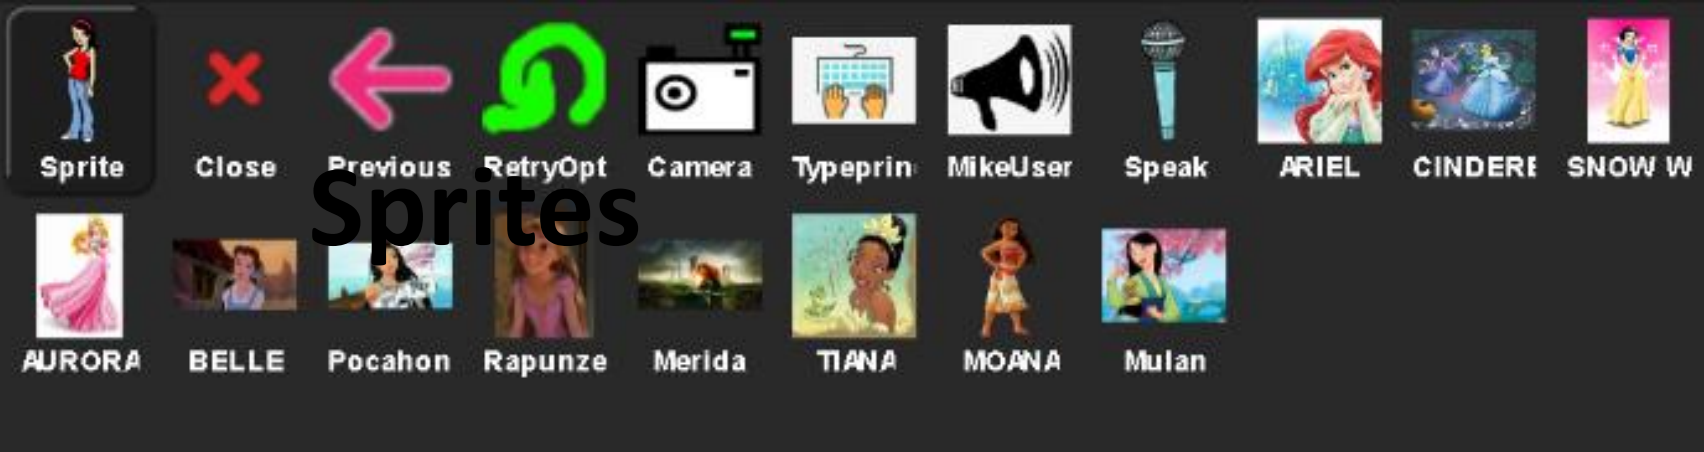 Sprite Close Previous RetryOpt Camera Typeprin MikeUser Speak ARIEL CINDERE SNOW W
Sprites
AURORA BELLE Pocahon Rapunze Merida TIANA MOANA Mulan